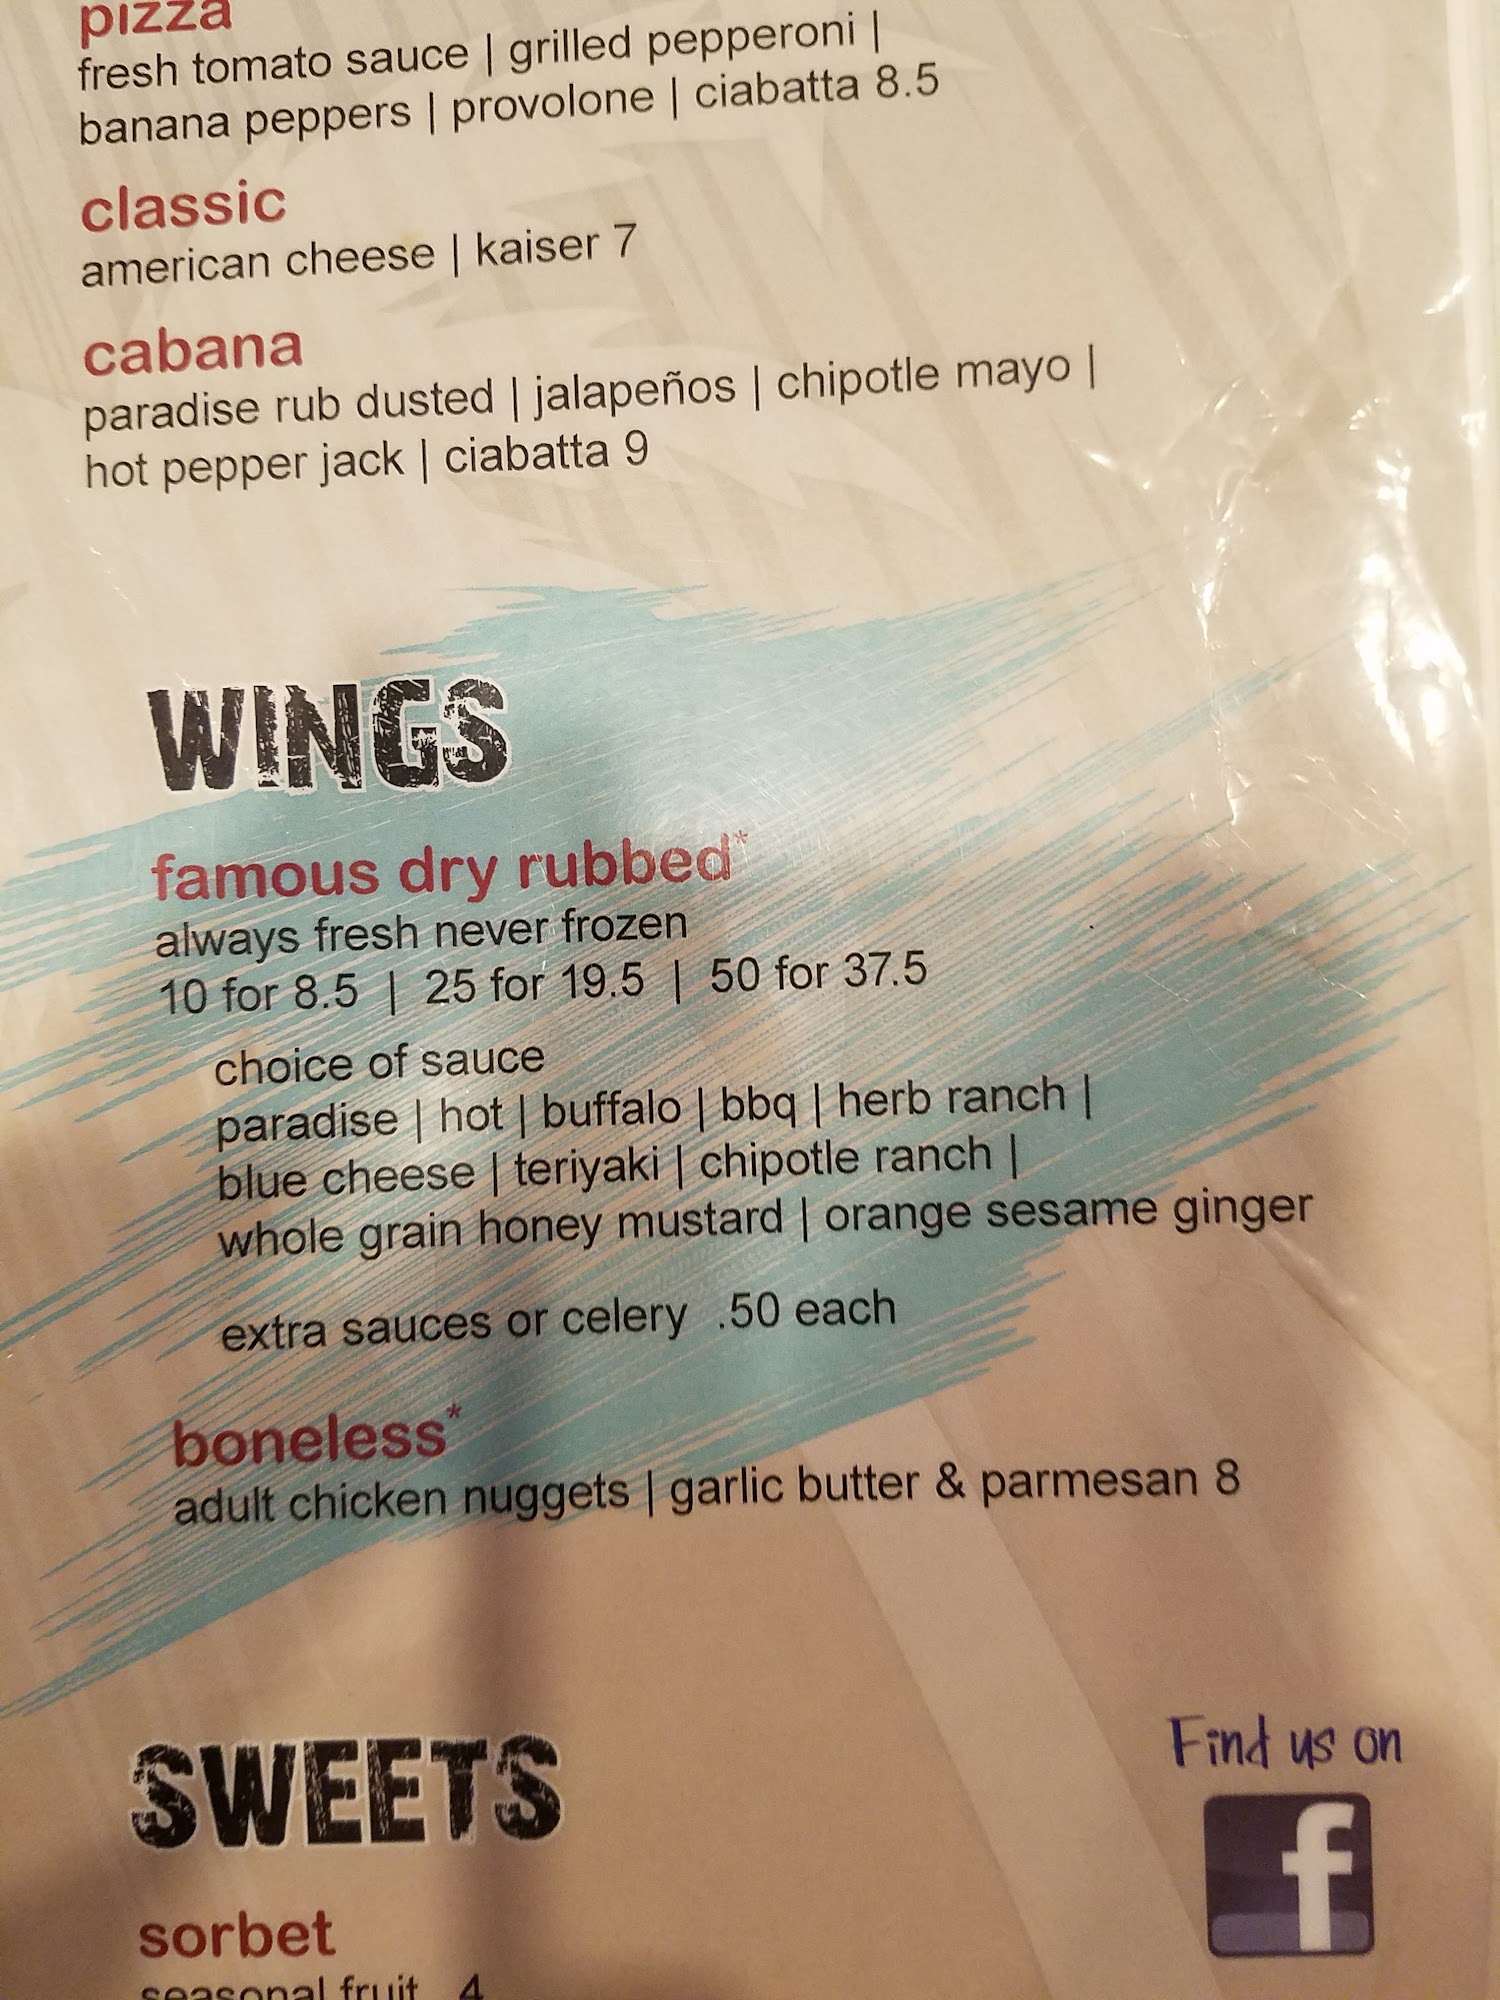 pizza
fresh tomato sauce | grilled pepperoni |
banana peppers | provolone | ciabatta 8.5
classic
american cheese | kaiser 7
cabana
paradise rub dusted | jalapeños | chipotle mayo |
hot pepper jack | ciabatta 9
WINGS
famous dry rubbed*
always fresh never frozen
10 for 8.5 | 25 for 19.5 | 50 for 37.5
choice of sauce
paradise | hot | buffalo | bbq | herb ranch |
blue cheese | teriyaki | chipotle ranch |
whole grain honey mustard | orange sesame ginger
extra sauces or celery .50 each
boneless*
adult chicken nuggets | garlic butter & parmesan 8
SWEETS
Find us on
f
sorbet
seasonal fruit 4